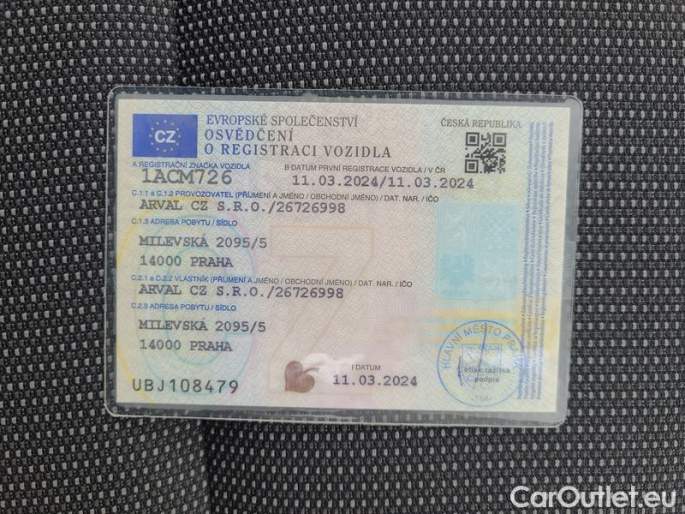 EVROPSKÉ SPOLEČENSTVÍ
ČESKÁ REPUBLIKA
CZ
OSVĚDČENÍ
O REGISTRACI VOZIDLA
A REGISTRAČNÍ ZNAČKA VOZIDLA
B DATUM PRVNÍ REGISTRACE VOZIDLA / V ČR
1ACM726
11.03.2024/11.03.2024
C.1.1 a C.1.2 PROVOZOVATEL (PŘÍJMENÍ A JMÉNO / OBCHODNÍ JMÉNO) / DAT. NAR. / IČO
ARVAL CZ S.R.O./26726998
C.1.3 ADRESA POBYTU / SÍDLO
MILEVSKÁ 2095/5
14000 PRAHA
C.2.1 a C.2.2 VLASTNÍK (PŘÍJMENÍ A JMÉNO / OBCHODNÍ JMÉNO) / DAT. NAR. / IČO
ARVAL CZ S.R.O./26726998
C.2.3 ADRESA POBYTU / SÍDLO
MILEVSKÁ 2095/5
14000 PRAHA
HLAVNÍ MĚSTO
I DATUM
UBJ108479
11.03.2024
podpis
CarOutlet.eu